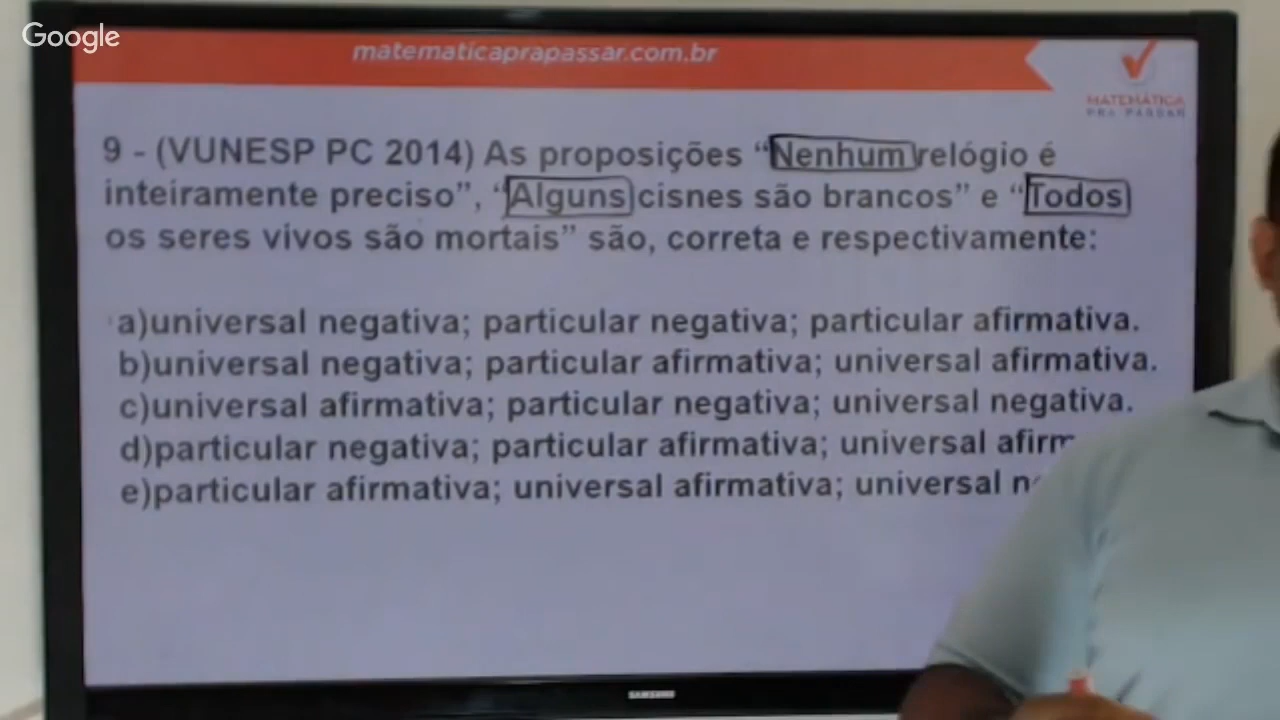 Google
matematicaprapassar.com.br
MATEMÁTICA
PRA PASSAR
9 - (VUNESP PC 2014) As proposições “Nenhum relógio é
inteiramente preciso”, “Alguns cisnes são brancos” e “Todos
os seres vivos são mortais” são, correta e respectivamente:
a)universal negativa; particular negativa; particular afirmativa.
b)universal negativa; particular afirmativa; universal afirmativa.
c)universal afirmativa; particular negativa; universal negativa.
d)particular negativa; particular afirmativa; universal
e)particular afirmativa; universal afirmativa; universal
SAMSUNG